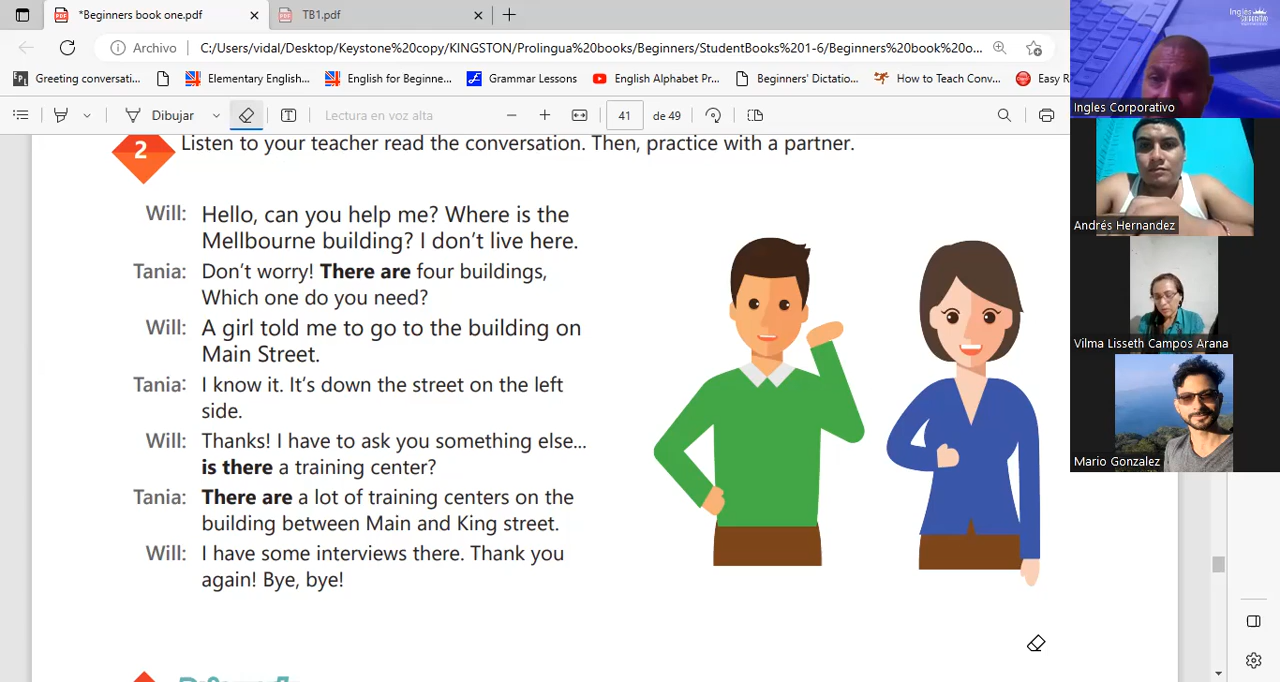 *Beginners book one.pdf
TB1.pdf
Archivo
C:/Users/vidal/Desktop/Keystone%20copy/KINGSTON/Prolingua%20books/Beginners/StudentBooks%201-6/Beginners%20book%20o...
Greeting conversati...
Elementary English...
English for Beginne...
Grammar Lessons
English Alphabet Pr...
Beginners' Dictatio...
How to Teach Conv...
Easy R
Dibujar
Lectura en voz alta
41
de 49
2
Listen to your teacher read the conversation. Then, practice with a partner.
Will: Hello, can you help me? Where is the
Mellbourne building? I don't live here.
Tania: Don't worry! There are four buildings,
Which one do you need?
Will: A girl told me to go to the building on
Main Street.
Tania: I know it. It's down the street on the left
side.
Will: Thanks! I have to ask you something else...
is there a training center?
Tania: There are a lot of training centers on the
building between Main and King street.
Will: I have some interviews there. Thank you
again! Bye, bye!
Inglés
Ingles Corporativo
Andrés Hernandez
Vilma Lisseth Campos Arana
Mario Gonzalez